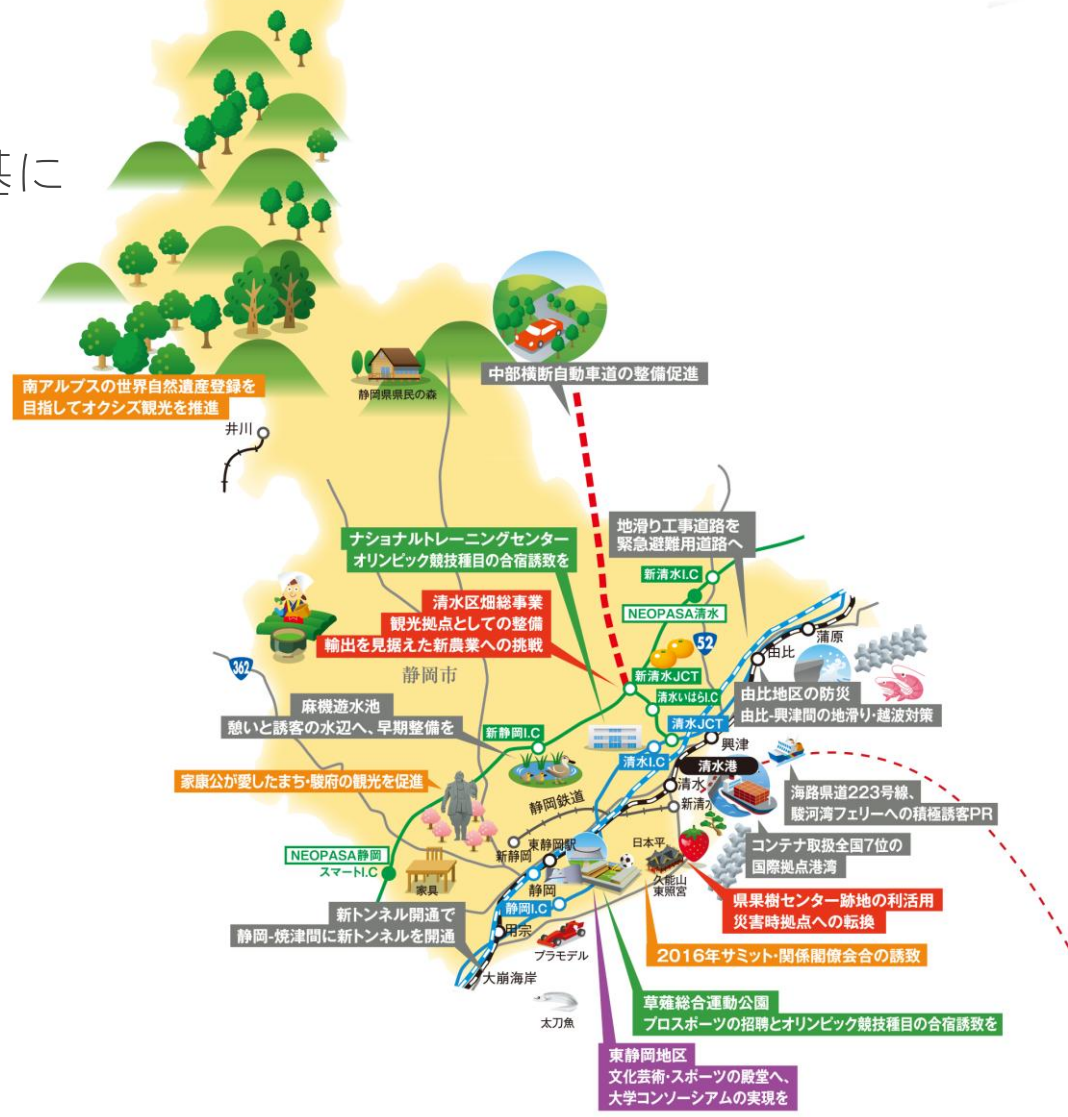 基に
中部横断自動車道の整備促進
南アルプスの世界自然遺産登録を
目指してオクシズ観光を推進
静岡県県民の森
井川
ナショナルトレーニングセンター
オリンピック競技種目の合宿誘致を
地滑り工事道路を
緊急避難用道路へ
新清水I.C
清水区畑総事業
観光拠点としての整備
輸出を見据えた新農業への挑戦
NEOPASA清水
52
蒲原
由比
362
静岡市
新清水JCT
清水いはらI.C
由比地区の防災
由比-興津間の地滑り・越波対策
麻機遊水池
憩いと誘客の水辺へ、早期整備を
新静岡I.C
清水JCT
興津
清水I.C
清水港
家康公が愛したまち・駿府の観光を促進
清水
新清水
海路県道223号線、
駿河湾フェリーへの積極誘客PR
静岡鉄道
コンテナ取扱全国7位の
国際拠点港湾
NEOPASA静岡
スマートI.C
新静岡
東静岡駅
日本平
久能山
東照宮
家具
静岡
静岡I.C
県果樹センター跡地の利活用
災害時拠点への転換
新トンネル開通で
静岡-焼津間に新トンネルを開通
用宗
プラモデル
2016年サミット・関係閣僚会合の誘致
大崩海岸
太刀魚
草薙総合運動公園
プロスポーツの招聘とオリンピック競技種目の合宿誘致を
東静岡地区
文化芸術・スポーツの殿堂へ、
大学コンソーシアムの実現を